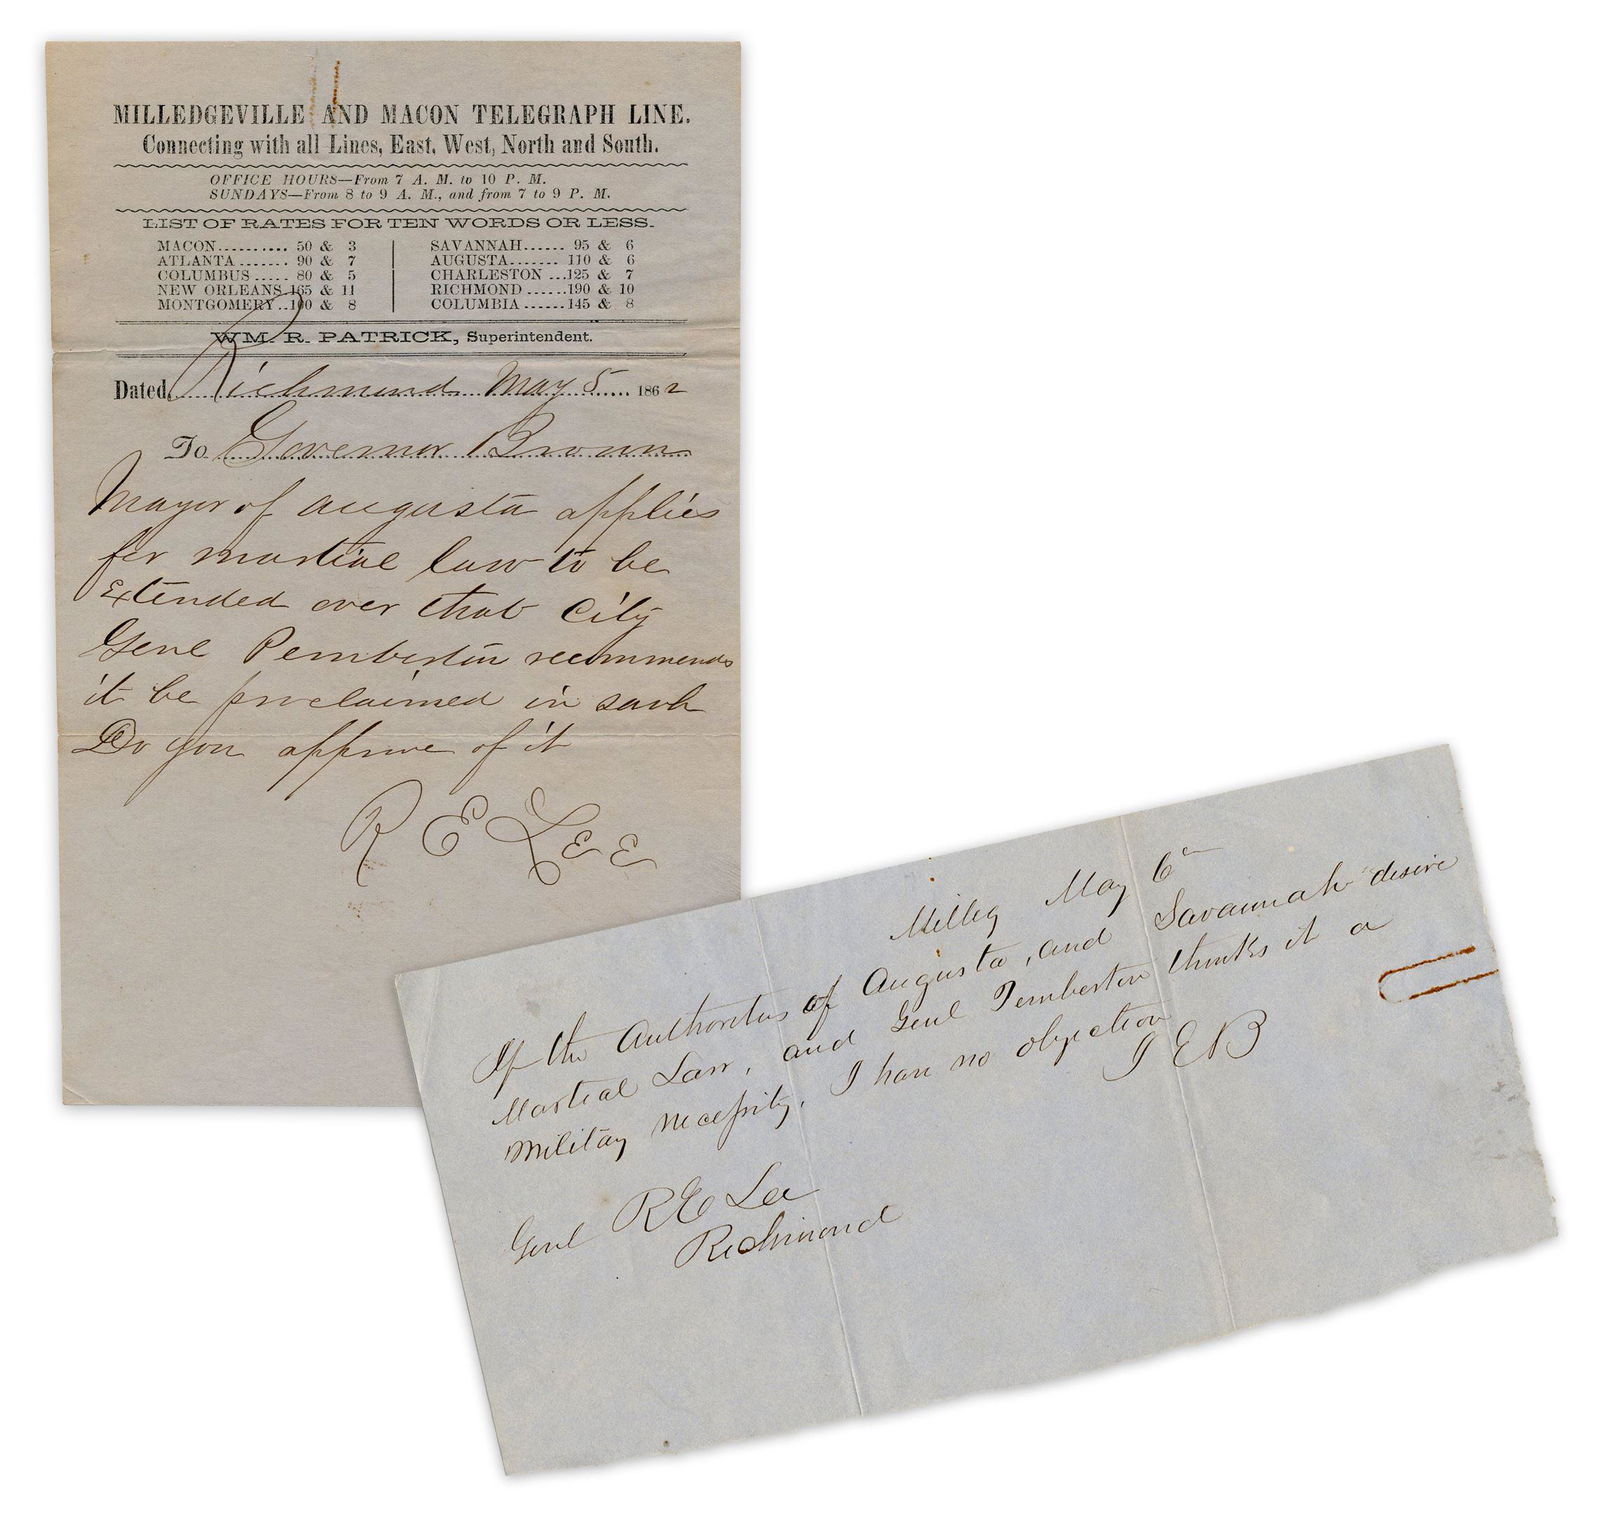 MILLEDGEVILLE AND MACON TELEGRAPH LINE.
Connecting with all Lines, East, West, North and South.
OFFICE HOURS—From 7 A. M. to 10 P. M.
SUNDAYS—From 8 to 9 A. M., and from 7 to 9 P. M.
LIST OF RATES FOR TEN WORDS OR LESS.
MACON.......... 50 & 3
ATLANTA ....... 90 & 7
COLUMBUS ..... 80 & 5
NEW ORLEANS 165 & 11
MONTGOMERY..100 & 8
SAVANNAH...... 95 & 6
AUGUSTA....... 110 & 6
CHARLESTON ...125 & 7
RICHMOND ......190 & 10
COLUMBIA ......145 & 8
WM. R. PATRICK, Superintendent.
Dated, Richmond May 5 1862
To Governor Brown
Mayor of Augusta applies
for martial law to be
Extended over that City
Genl Pemberton recommends
it be proclaimed in savh
Do you approve of it
R E Lee
Milleg May 6th
If the Authorities of Augusta, and Savannah desire
Martial Law, and Genl Pemberton thinks it a
Military necessity, I have no objection
J E B
Genl R E Lee
Richmond